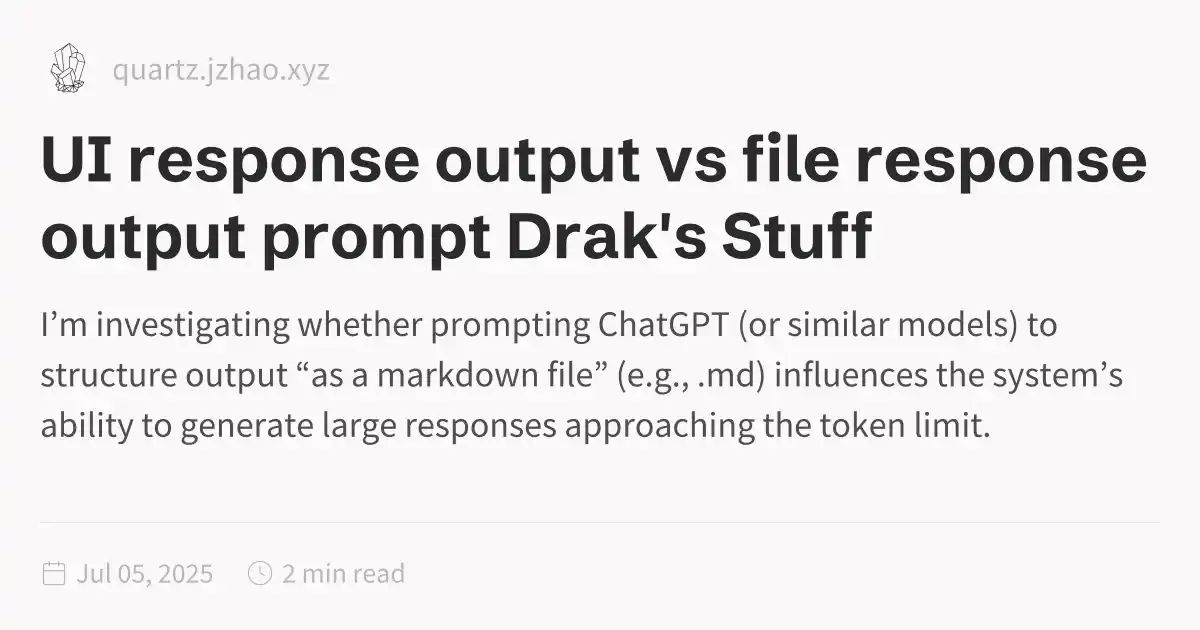 quartz.jzhao.xyz
UI response output vs file response
output prompt Drak's Stuff
I’m investigating whether prompting ChatGPT (or similar models) to
structure output “as a markdown file” (e.g., .md) influences the system’s
ability to generate large responses approaching the token limit.
Jul 05, 2025 2 min read